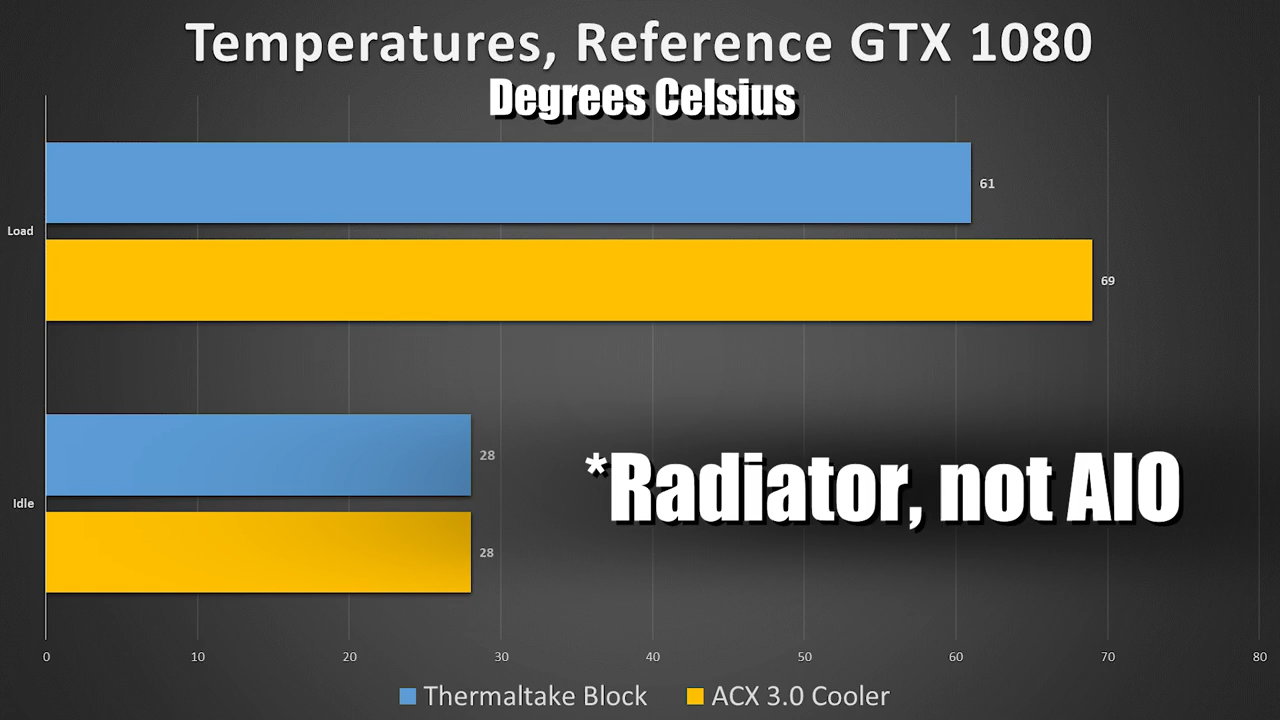 Temperatures, Reference GTX 1080
Degrees Celsius
61
Load
69
28
*Radiator, not AIO
Idle
28
0 10 20 30 40 50 60 70 80
Thermaltake Block ACX 3.0 Cooler